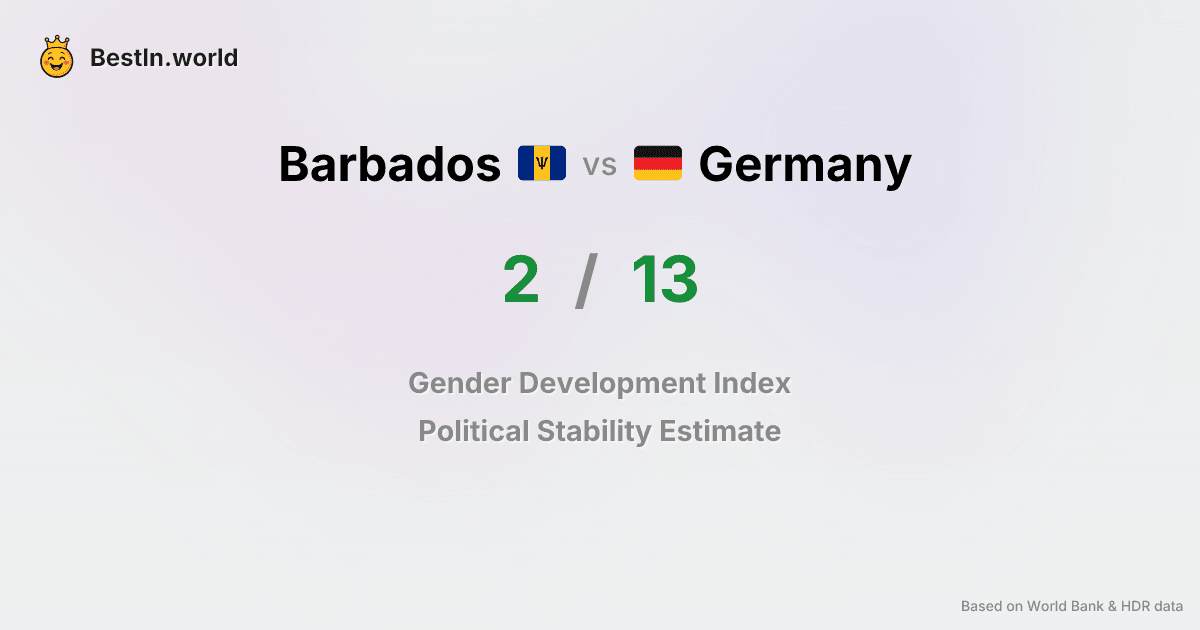 BestIn.world
Barbados vs Germany
2 / 13
Gender Development Index
Political Stability Estimate
Based on World Bank & HDR data